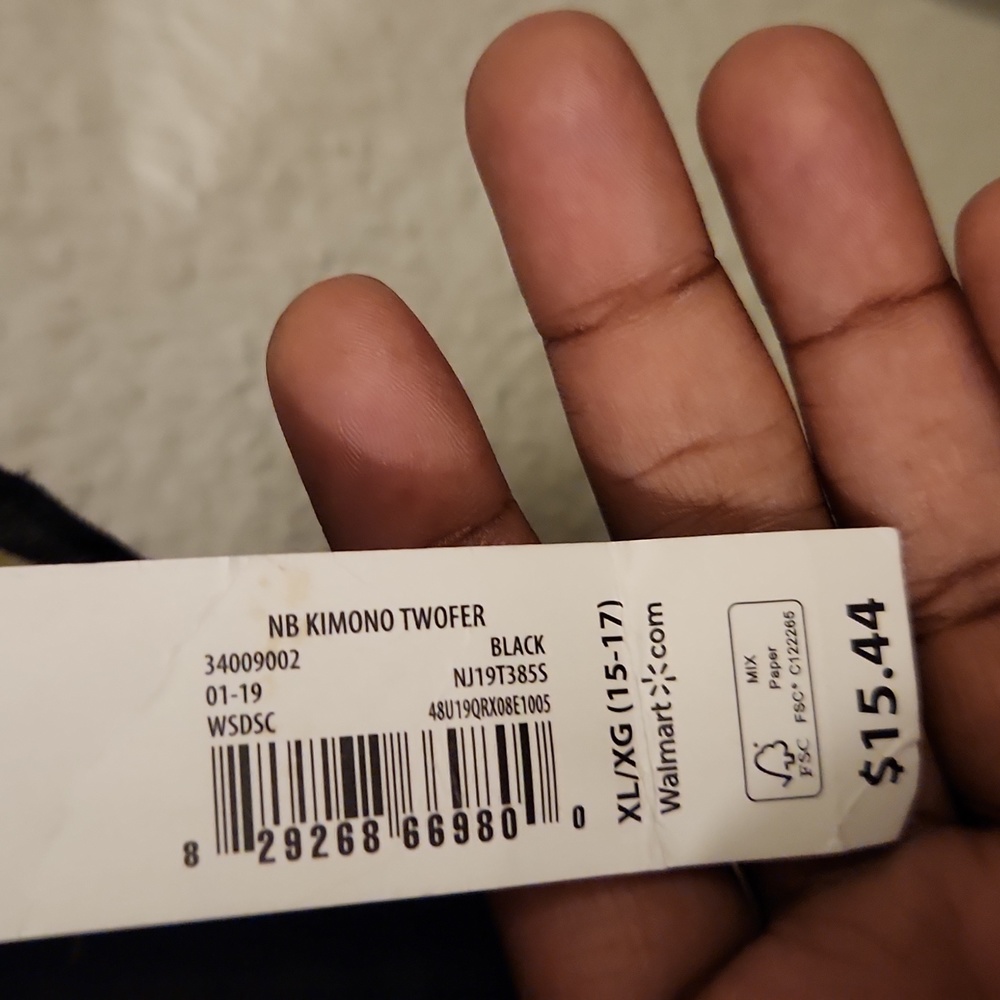 NB KIMONO TWOFER
34009002 BLACK
01-19 NJ19T385S
WSDSC 48U19QRX08E1005
8 29268 66980 0
XL/XG (15-17)
Walmart com
MIX
Paper
FSC® C122265
FSC
$15.44